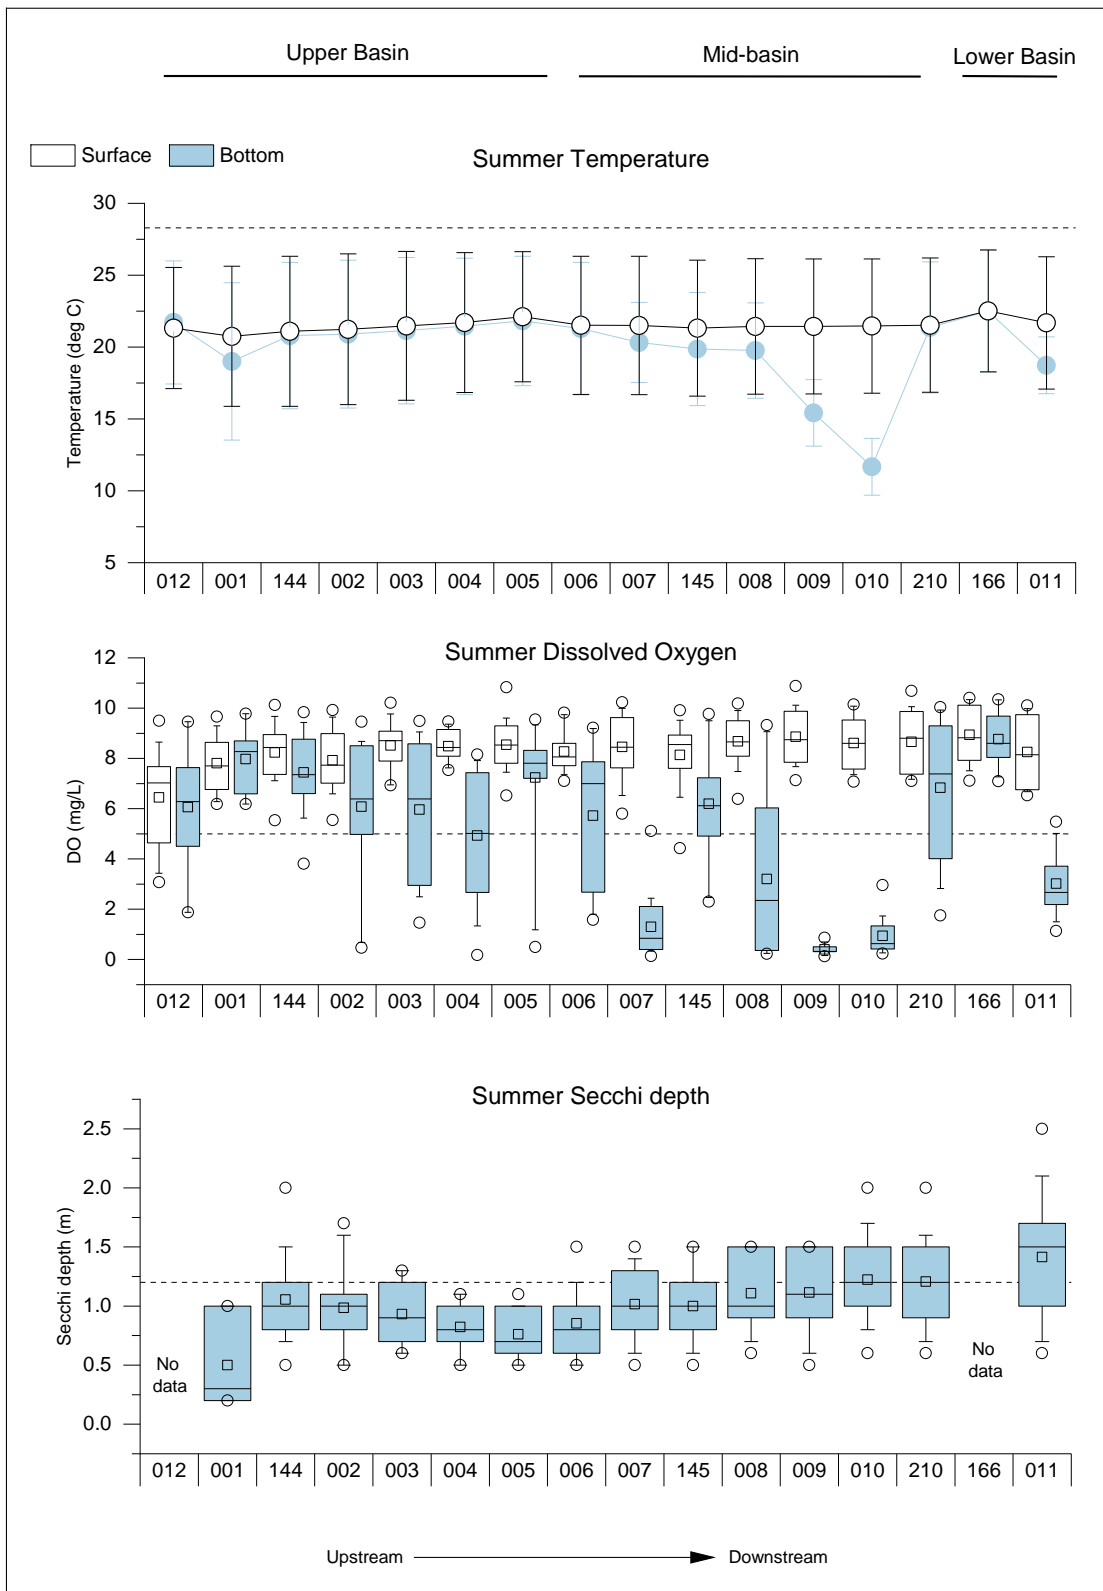 Upper Basin Mid-basin Lower Basin
Surface Bottom
Summer Temperature
Temperature (deg C)
30
25
20
15
10
5
012 001 144 002 003 004 005 006 007 145 008 009 010 210 166 011
Summer Dissolved Oxygen
DO (mg/L)
12
10
8
6
4
2
0
012 001 144 002 003 004 005 006 007 145 008 009 010 210 166 011
Summer Secchi depth
Secchi depth (m)
2.5
2.0
1.5
1.0
0.5
0.0
No
data
No
data
012 001 144 002 003 004 005 006 007 145 008 009 010 210 166 011
Upstream Downstream